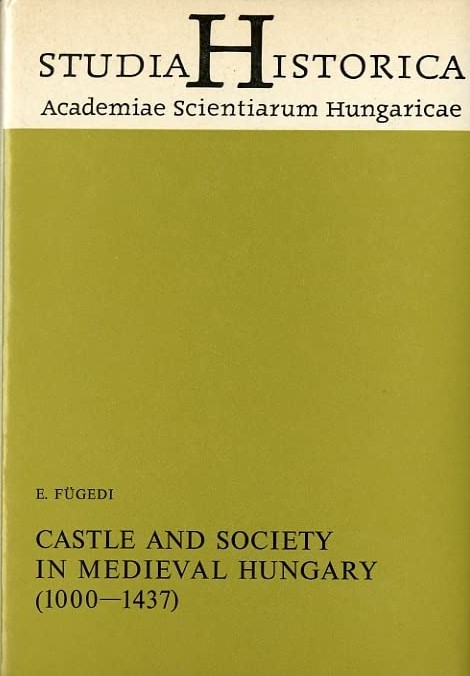 STUDIA HISTORICA
Academiae Scientiarum Hungaricae
E. FÜGEDI
CASTLE AND SOCIETY
IN MEDIEVAL HUNGARY
(1000—1437)